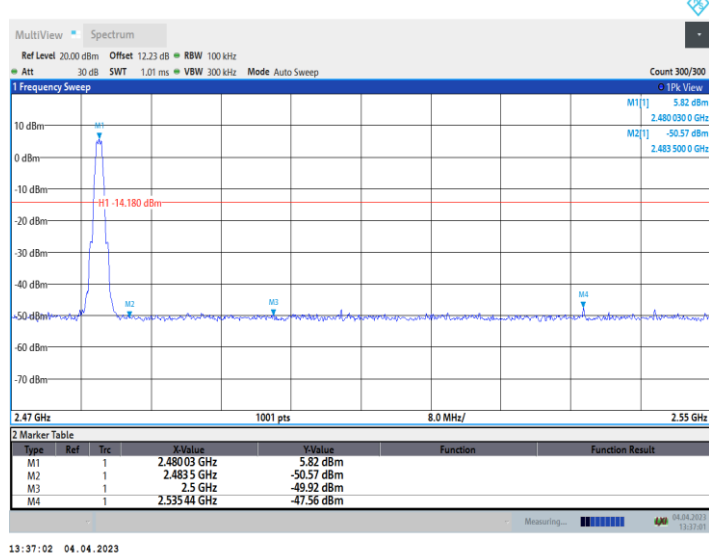 MultiView Spectrum
Ref Level 20.00 dBm Offset 12.23 dB RBW 100 kHz
Att 30 dB SWT 1.01 ms VBW 300 kHz Mode Auto Sweep Count 300/300
1 Frequency Sweep 1Pk View
M1[1] 5.82 dBm
2.480 030 0 GHz
M2[1] -50.57 dBm
2.483 500 0 GHz
10 dBm
M1
0 dBm
-10 dBm
H1 -14.180 dBm
-20 dBm
-30 dBm
-40 dBm
M2 M3 M4
-50 dBm
-60 dBm
-70 dBm
2.47 GHz 1001 pts 8.0 MHz/ 2.55 GHz
2 Marker Table
Type Ref Trc X-Value Y-Value Function Function Result
M1 1 2.480 03 GHz 5.82 dBm
M2 1 2.483 5 GHz -50.57 dBm
M3 1 2.5 GHz -49.92 dBm
M4 1 2.535 44 GHz -47.56 dBm
Measuring... 04.04.2023
13:37:01
13:37:02 04.04.2023